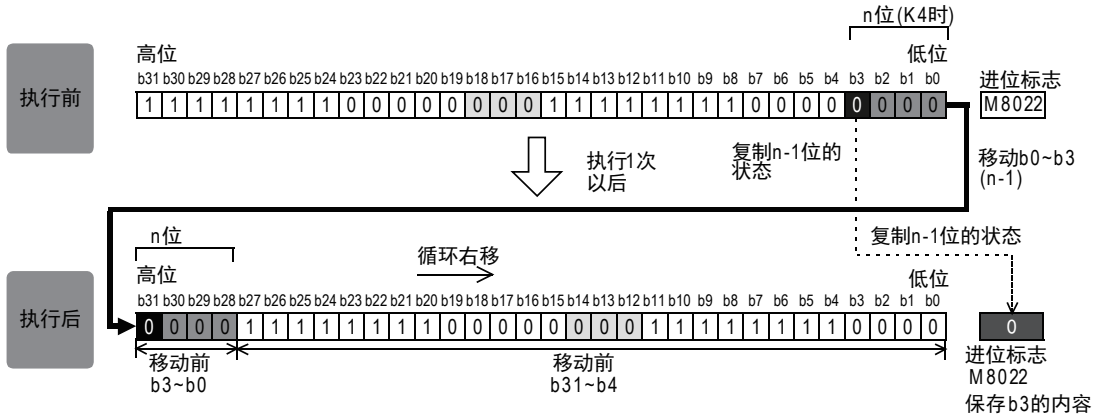 n位(K4时)
高位
低位
b31 b30 b29 b28 b27 b26 b25 b24 b23 b22 b21 b20 b19 b18 b17 b16 b15 b14 b13 b12 b11 b10 b9 b8 b7 b6 b5 b4 b3 b2 b1 b0
执行前
1 1 1 1 1 1 1 1 0 0 0 0 0 0 0 0 1 1 1 1 1 1 1 1 0 0 0 0 0 0 0 0
进位标志
M8022
执行1次
以后
复制n-1位的
状态
移动b0~b3
(n-1)
n位
循环右移
复制n-1位的状态
高位
低位
b31 b30 b29 b28 b27 b26 b25 b24 b23 b22 b21 b20 b19 b18 b17 b16 b15 b14 b13 b12 b11 b10 b9 b8 b7 b6 b5 b4 b3 b2 b1 b0
执行后
0 0 0 0 1 1 1 1 1 1 1 1 0 0 0 0 0 0 0 0 1 1 1 1 1 1 1 1 0 0 0 0
0
移动前
b3~b0
移动前
b31~b4
进位标志
M8022
保存b3的内容